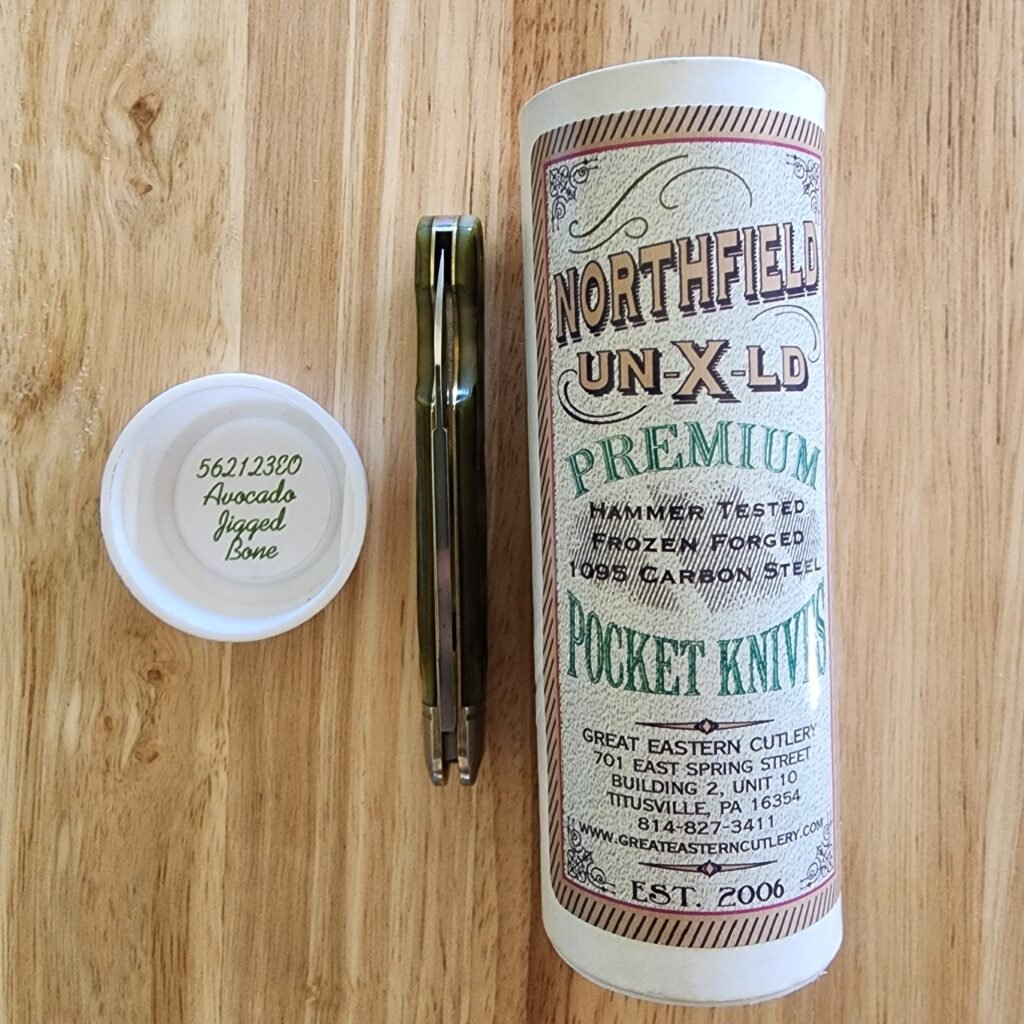 562123EO
Avocado
Jigged
Bone
NORTHFIELD
UN-X-LD
PREMIUM
HAMMER TESTED
FROZEN FORGED
1095 CARBON STEEL
POCKET KNIVES
GREAT EASTERN CUTLERY
701 EAST SPRING STREET
BUILDING 2, UNIT 10
TITUSVILLE, PA 16354
814-827-3411
WWW.GREATEASTERNCUTLERY.COM
EST. 2006